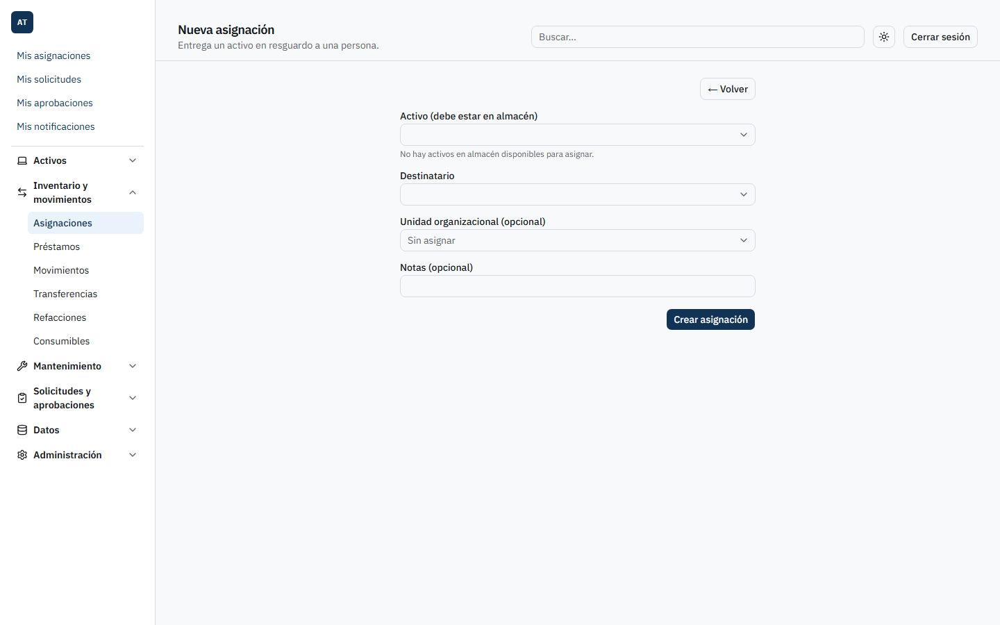 AT
Mis asignaciones
Mis solicitudes
Mis aprobaciones
Mis notificaciones
Activos
Inventario y
movimientos
Asignaciones
Préstamos
Movimientos
Transferencias
Refacciones
Consumibles
Mantenimiento
Solicitudes y
aprobaciones
Datos
Administración
Nueva asignación
Entrega un activo en resguardo a una persona.
Buscar...
Cerrar sesión
← Volver
Activo (debe estar en almacén)
No hay activos en almacén disponibles para asignar.
Destinatario
Unidad organizacional (opcional)
Sin asignar
Notas (opcional)
Crear asignación